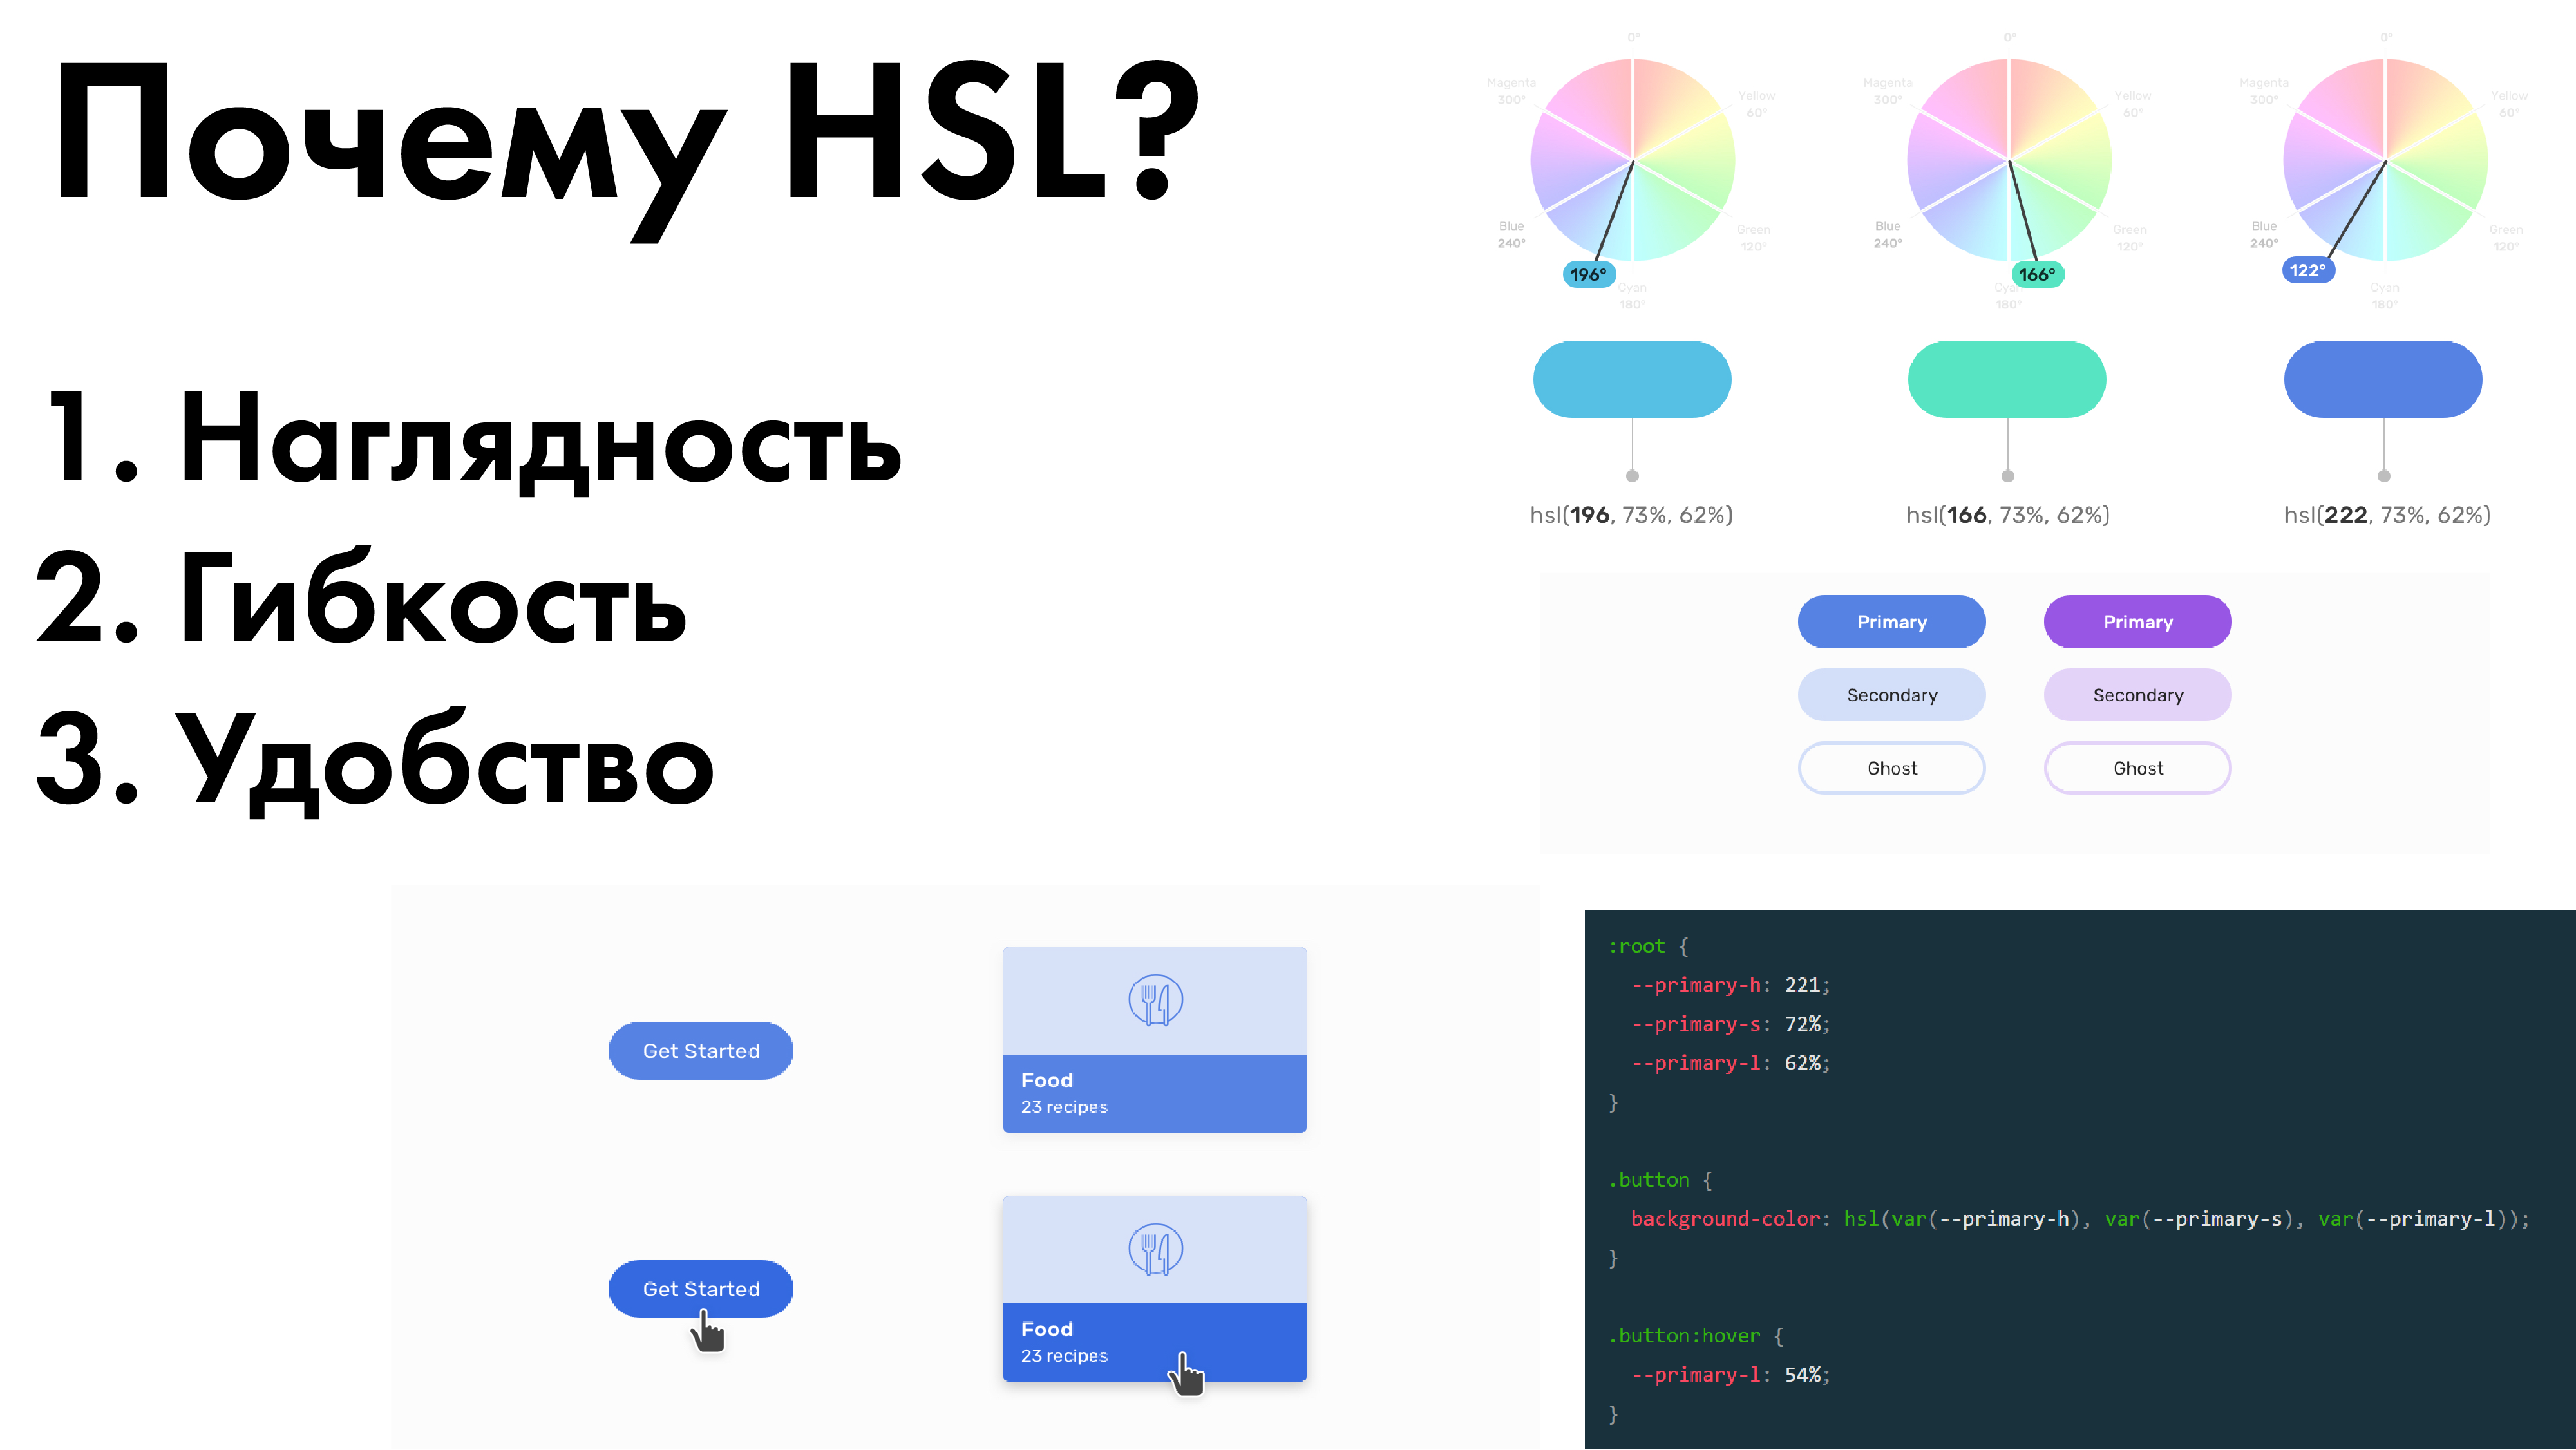 Почему HSL?
1. Наглядность
2. Гибкость
3. Удобство
0°
Magenta
300°
Yellow
60°
Blue
240°
Green
120°
196°
Cyan
180°
0°
Magenta
300°
Yellow
60°
Blue
240°
Green
120°
166°
Cyan
180°
0°
Magenta
300°
Yellow
60°
Blue
240°
Green
120°
122°
Cyan
180°
hsl(196, 73%, 62%)
hsl(166, 73%, 62%)
hsl(222, 73%, 62%)
Primary
Primary
Secondary
Secondary
Ghost
Ghost
Get Started
Food
23 recipes
Get Started
Food
23 recipes
:root {
--primary-h: 221;
--primary-s: 72%;
--primary-l: 62%;
}
.button {
background-color: hsl(var(--primary-h), var(--primary-s), var(--primary-l));
}
.button:hover {
--primary-l: 54%;
}